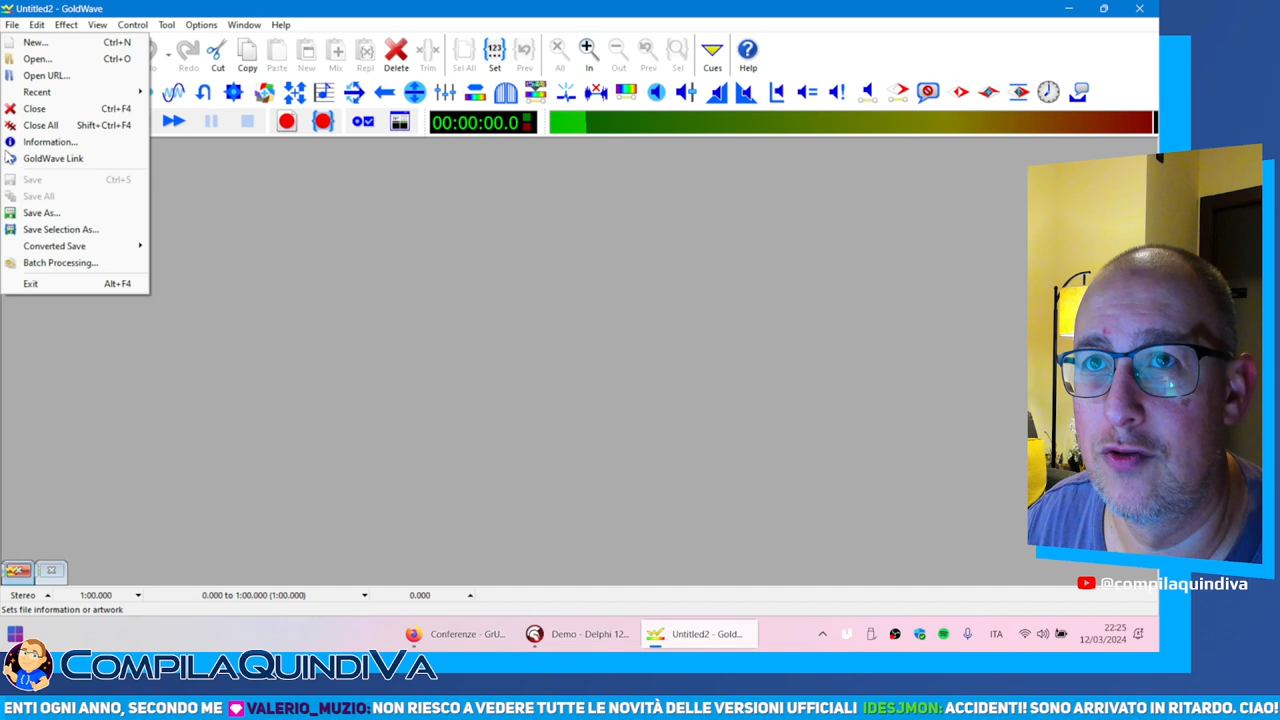 Untitled2 - GoldWave
File Edit Effect View Control Tool Options Window Help
New... Ctrl+N
Open... Ctrl+O
Open URL...
Recent
Close Ctrl+F4
Close All Shift+Ctrl+F4
Information...
GoldWave Link
Save Ctrl+S
Save All
Save As...
Save Selection As...
Converted Save
Batch Processing...
Exit Alt+F4
Redo Cut Copy Paste New Mix Repl Delete Trim Sel All Set Prev All In Out Prev Sel Cues Help
00:00:00.0
Stereo 1:00.000 0.000 to 1:00.000 (1:00.000) 0.000
Sets file information or artwork
@compilaquindiva
Conferenze - GrU... Demo - Delphi 12... Untitled2 - Gold... ITA 22:25
12/03/2024
CompilaQuindiVa
ENTI OGNI ANNO, SECONDO ME VALERIO_MUZIO: NON RIESCO A VEDERE TUTTE LE NOVITÀ DELLE VERSIONI UFFICIALI IDESJMON: ACCIDENTI! SONO ARRIVATO IN RITARDO. CIAO!